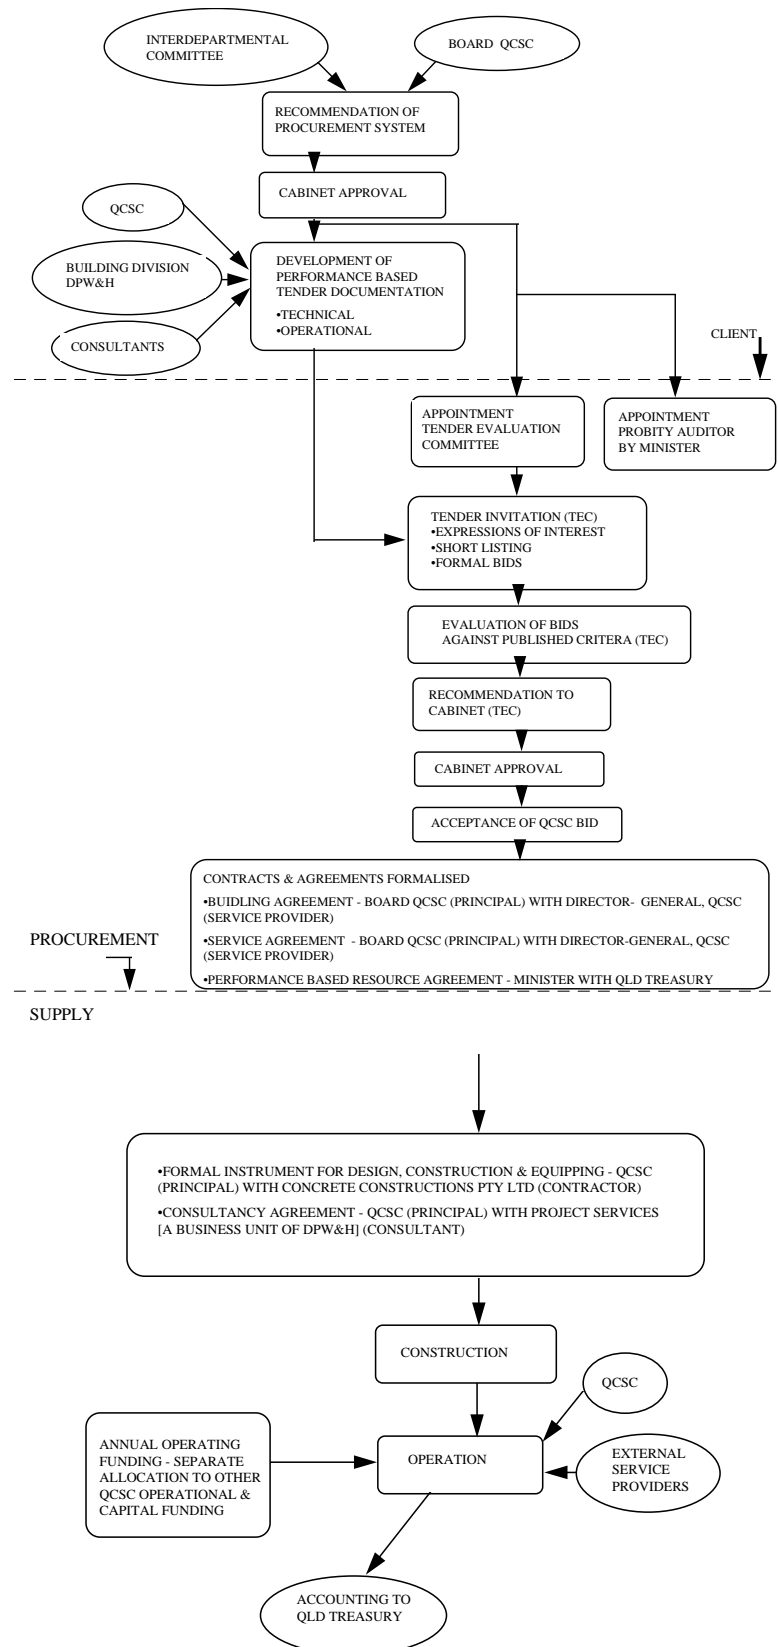 INTERDEPARTMENTAL
COMMITTEE
BOARD  QCSC
RECOMMENDATION OF
PROCUREMENT SYSTEM
CABINET APPROVAL
QCSC
BUILDING DIVISION
DPW&H
CONSULTANTS
DEVELOPMENT OF
PERFORMANCE BASED
TENDER DOCUMENTATION
•TECHNICAL
•OPERATIONAL
CLIENT
APPOINTMENT
TENDER EVALUATION
COMMITTEE
APPOINTMENT
PROBITY AUDITOR
BY MINISTER
TENDER INVITATION (TEC)
•EXPRESSIONS OF INTEREST
•SHORT LISTING
•FORMAL BIDS
EVALUATION OF BIDS
AGAINST PUBLISHED CRITERA (TEC)
RECOMMENDATION TO
CABINET (TEC)
CABINET APPROVAL
ACCEPTANCE OF QCSC BID
CONTRACTS & AGREEMENTS FORMALISED
•BUIDLING AGREEMENT - BOARD QCSC (PRINCIPAL) WITH DIRECTOR-  GENERAL, QCSC
(SERVICE PROVIDER)
•SERVICE AGREEMENT  - BOARD QCSC (PRINCIPAL) WITH DIRECTOR-GENERAL, QCSC
(SERVICE PROVIDER)
•PERFORMANCE BASED RESOURCE AGREEMENT - MINISTER WITH QLD TREASURY
PROCUREMENT
SUPPLY
•FORMAL INSTRUMENT FOR DESIGN, CONSTRUCTION & EQUIPPING - QCSC
(PRINCIPAL) WITH CONCRETE CONSTRUCTIONS PTY LTD (CONTRACTOR)
•CONSULTANCY AGREEMENT - QCSC (PRINCIPAL) WITH PROJECT SERVICES
[A BUSINESS UNIT OF DPW&H] (CONSULTANT)
CONSTRUCTION
QCSC
ANNUAL OPERATING
FUNDING - SEPARATE
ALLOCATION TO OTHER
QCSC OPERATIONAL &
CAPITAL FUNDING
OPERATION
EXTERNAL
SERVICE
PROVIDERS
ACCOUNTING TO
QLD TREASURY